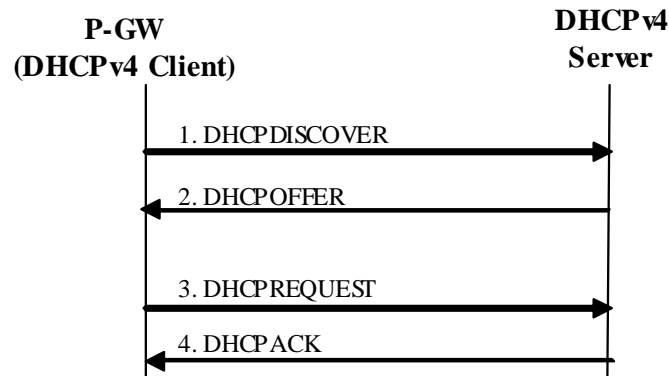 P-GW
(DHCPv4 Client)
DHCPv4
Server
1. DHCPDISCOVER
2. DHCPOFFER
3. DHCPREQUEST
4. DHCPACK